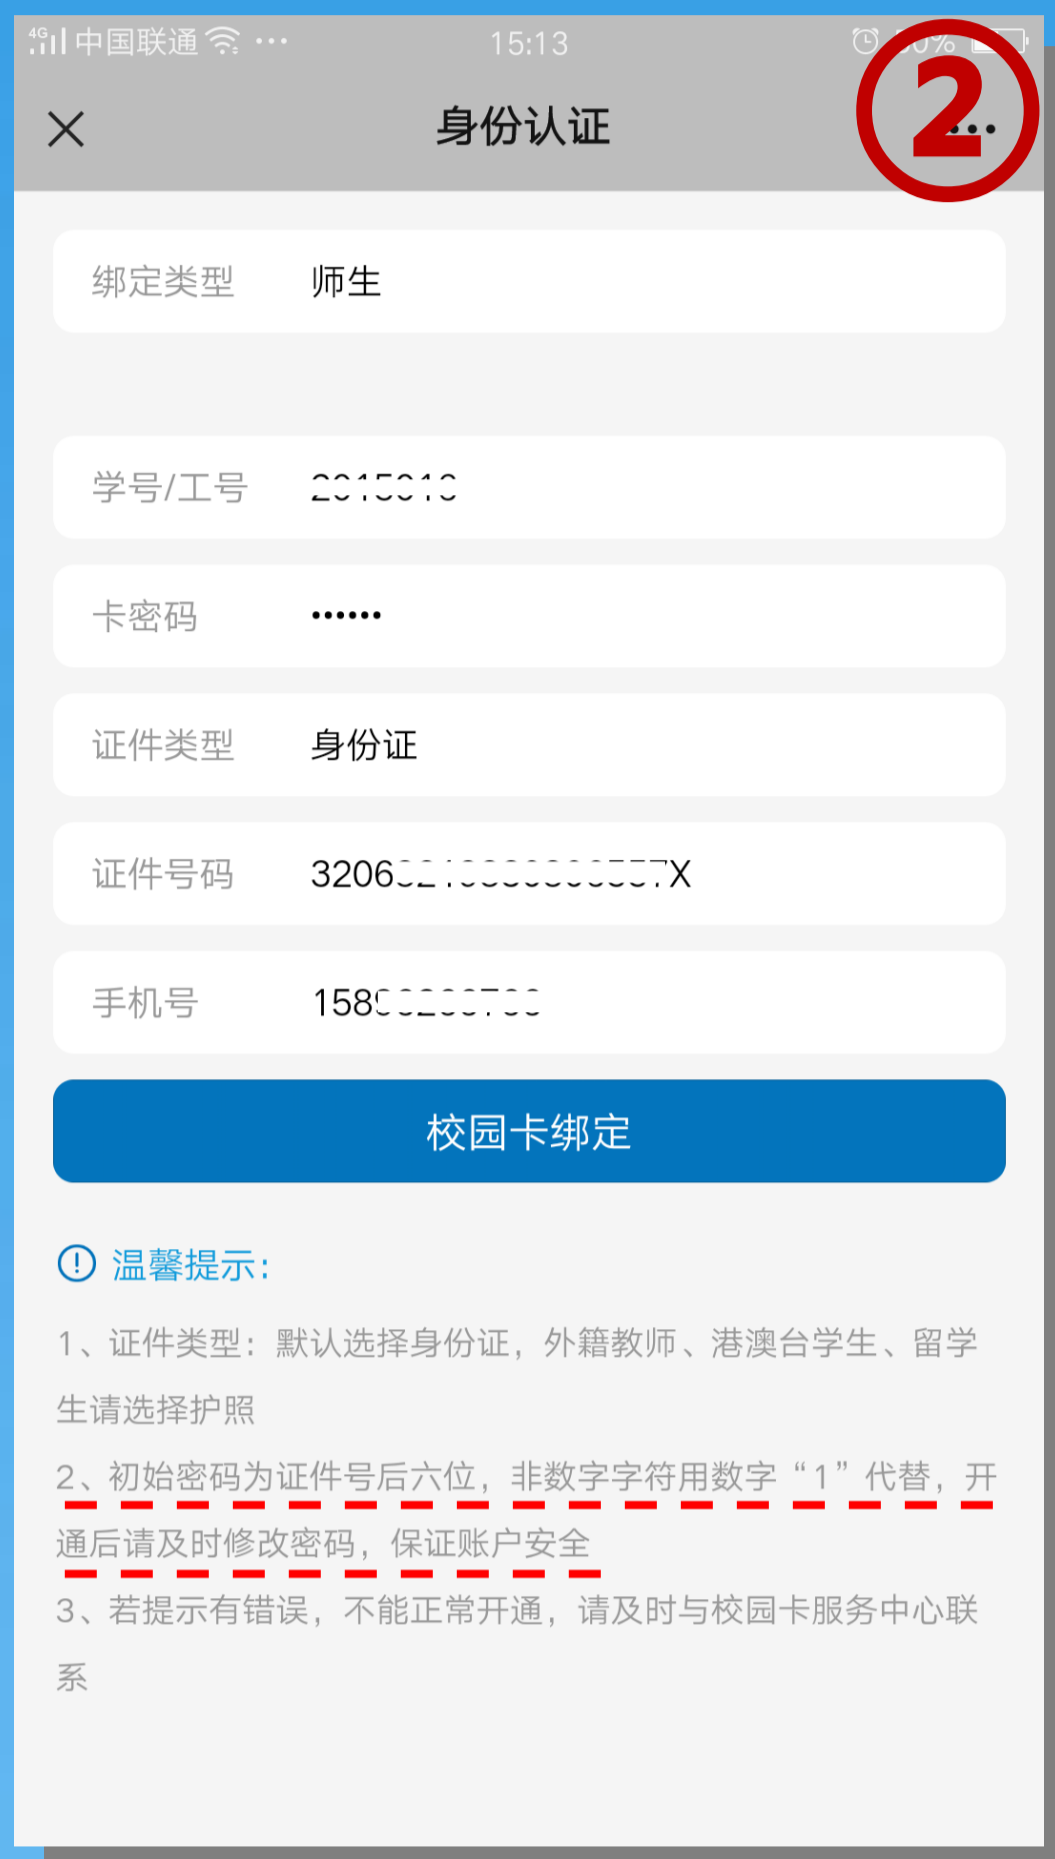 4G 中国联通 ··· 15:13
2
身份认证
绑定类型 师生
学号/工号
卡密码 ••••••
证件类型 身份证
证件号码 3206 X
手机号 158
校园卡绑定
温馨提示:
1、证件类型：默认选择身份证，外籍教师、港澳台学生、留学
生请选择护照
2、初始密码为证件号后六位，非数字字符用数字“1”代替，开
通后请及时修改密码，保证账户安全
3、若提示有错误，不能正常开通，请及时与校园卡服务中心联
系